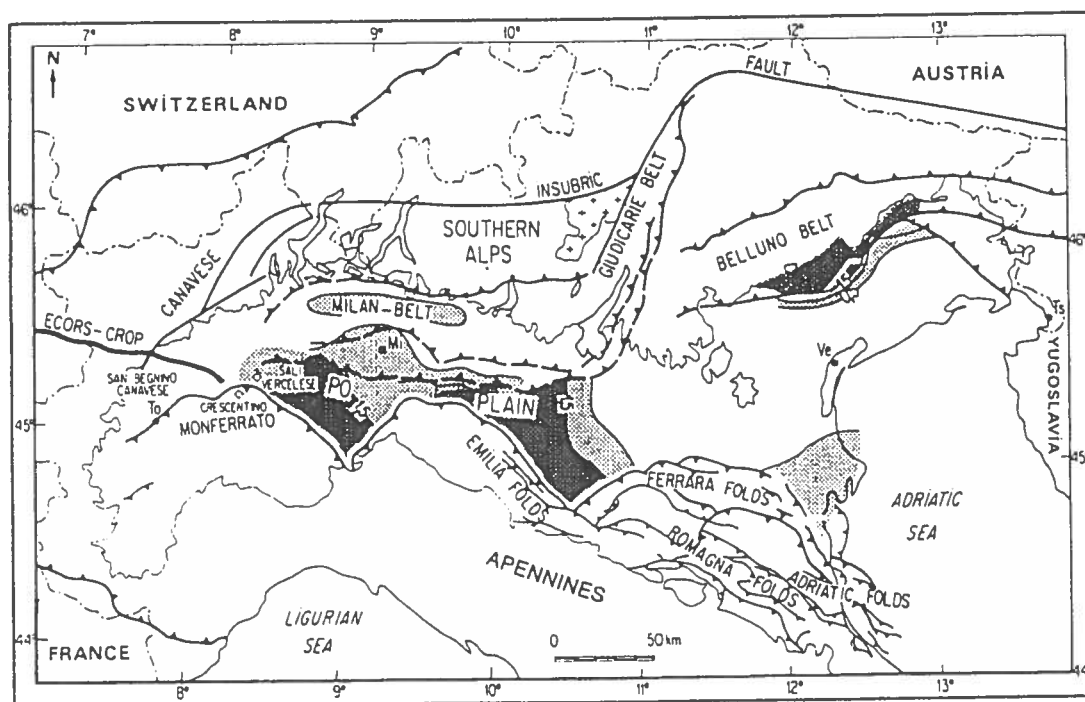 7° 8° 9° 10° 11° 12° 13°
N
FAULT
AUSTRIA
SWITZERLAND
46°
INSUBRIC
SOUTHERN
ALPS
GIUDICARIE BELT
BELLUNO BELT
46°
CANAVESE
MILAN-BELT
ECORS-CROP
Mi
Ve
Ts
YUGOSLAVIA
SALI
VERCELESE
SAN BEGNINO
CANAVESE
To
CRESCENTINO
MONFERRATO
PO
PLAIN
45°
45°
EMILIA FOLDS
FERRARA FOLDS
ADRIATIC
SEA
ROMAGNA FOLDS
ADRIATIC FOLDS
APENNINES
LIGURIAN
SEA
0 50 km
44°
44
FRANCE
8° 9° 10° 11° 12° 13°